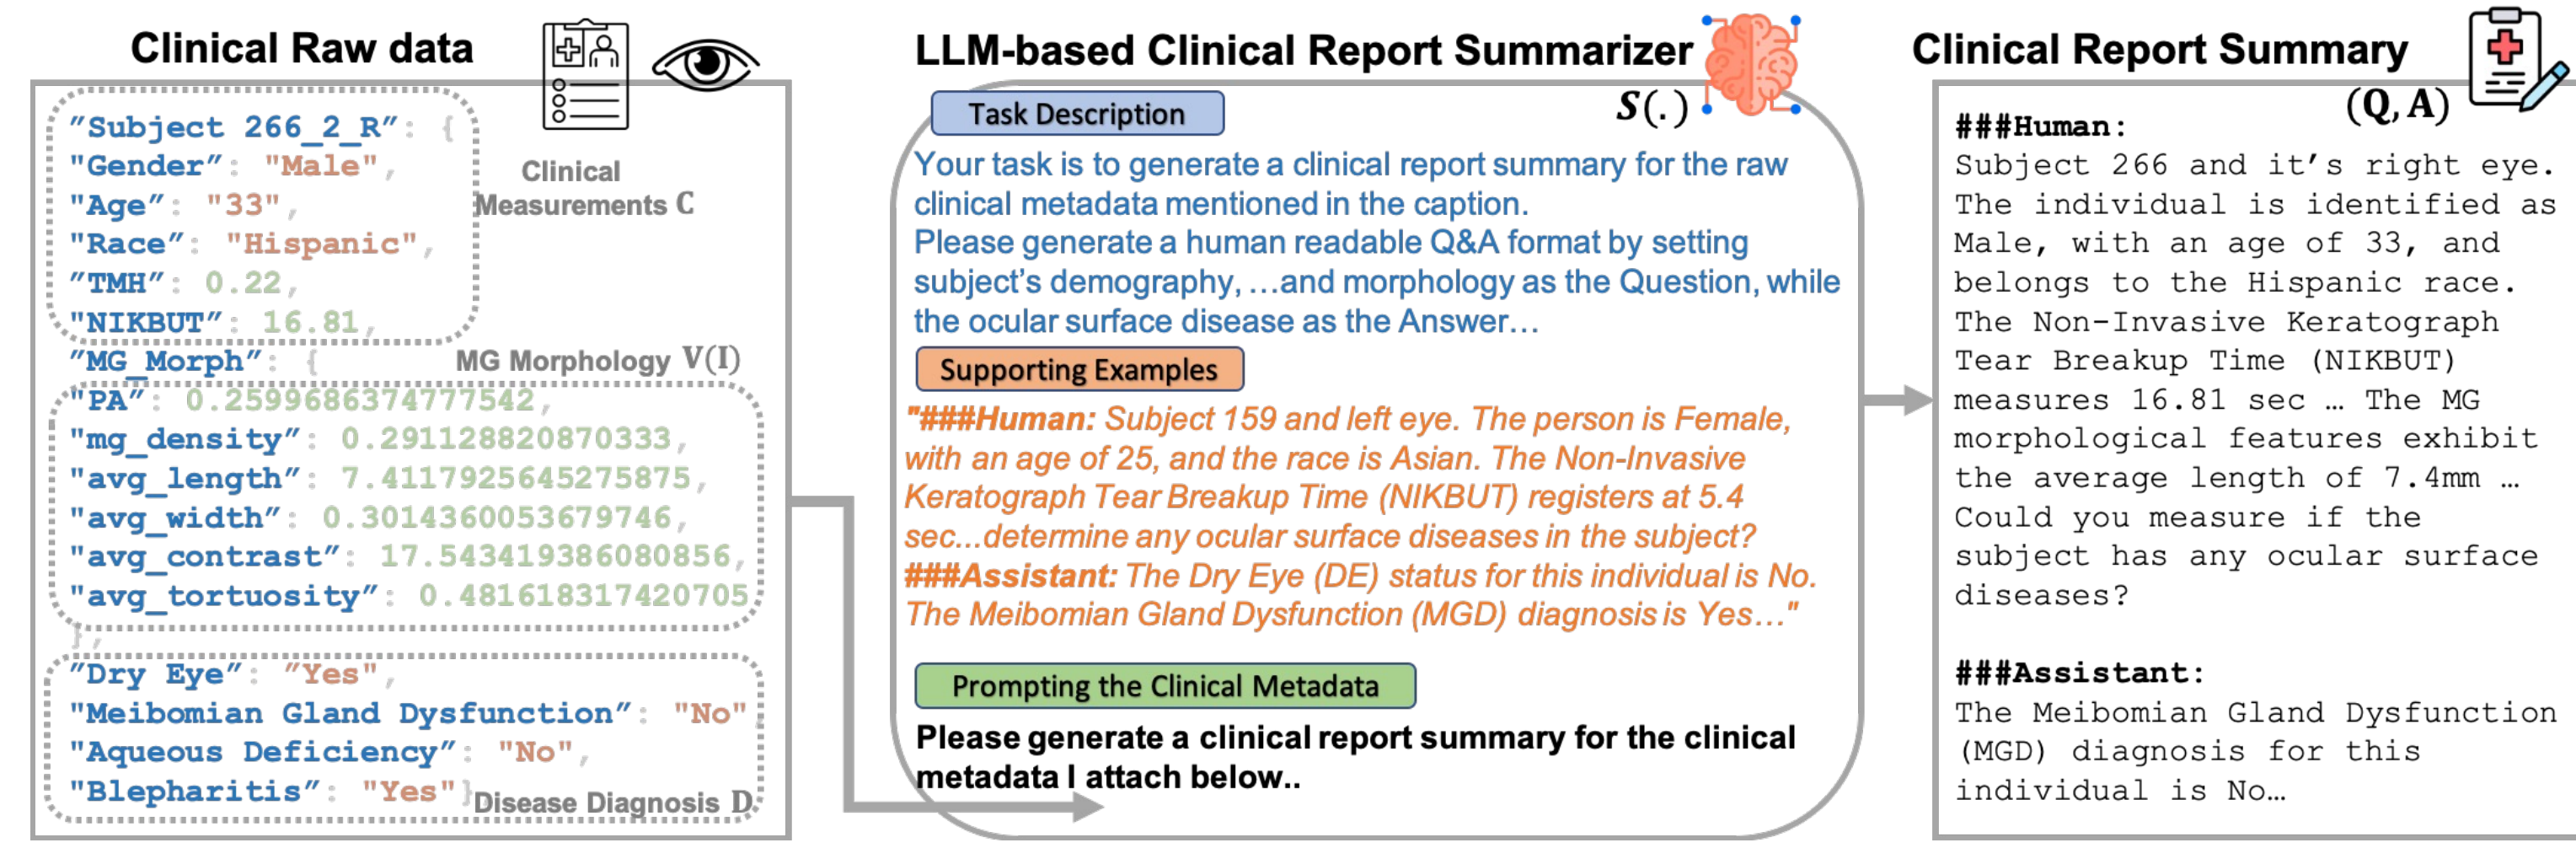 Clinical Raw data
"Subject 266_2_R": {
"Gender": "Male",
"Age": "33",
"Race": "Hispanic",
"TMH": 0.22,
"NIKBUT": 16.81,
Clinical
Measurements C
"MG_Morph": {
MG Morphology V(I)
"PA": 0.2599686374777542,
"mg_density": 0.291128820870333,
"avg_length": 7.4117925645275875,
"avg_width": 0.3014360053679746,
"avg_contrast": 17.543419386080856,
"avg_tortuosity": 0.481618317420705
},
"Dry Eye": "Yes",
"Meibomian Gland Dysfunction": "No"
"Aqueous Deficiency": "No",
"Blepharitis": "Yes"}
Disease Diagnosis D
LLM-based Clinical Report Summarizer
S(.)
Task Description
Your task is to generate a clinical report summary for the raw
clinical metadata mentioned in the caption.
Please generate a human readable Q&A format by setting
subject's demography, …and morphology as the Question, while
the ocular surface disease as the Answer…
Supporting Examples
"###Human: Subject 159 and left eye. The person is Female,
with an age of 25, and the race is Asian. The Non-Invasive
Keratograph Tear Breakup Time (NIKBUT) registers at 5.4
sec...determine any ocular surface diseases in the subject?
###Assistant: The Dry Eye (DE) status for this individual is No.
The Meibomian Gland Dysfunction (MGD) diagnosis is Yes…"
Prompting the Clinical Metadata
Please generate a clinical report summary for the clinical
metadata I attach below..
Clinical Report Summary
(Q, A)
###Human:
Subject 266 and it's right eye.
The individual is identified as
Male, with an age of 33, and
belongs to the Hispanic race.
The Non-Invasive Keratograph
Tear Breakup Time (NIKBUT)
measures 16.81 sec … The MG
morphological features exhibit
the average length of 7.4mm …
Could you measure if the
subject has any ocular surface
diseases?
###Assistant:
The Meibomian Gland Dysfunction
(MGD) diagnosis for this
individual is No…